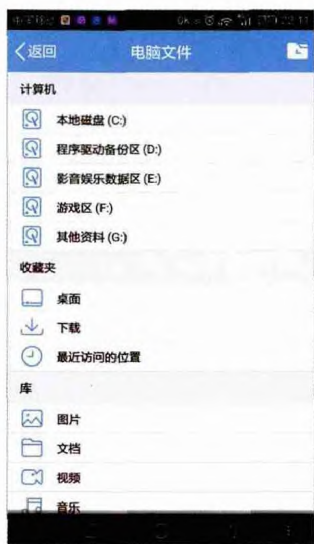 返回
电脑文件
计算机
本地磁盘 (C:)
程序驱动备份区 (D:)
影音娱乐数据区 (E:)
游戏区 (F:)
其他资料 (G:)
收藏夹
桌面
下载
最近访问的位置
库
图片
文档
视频
音乐